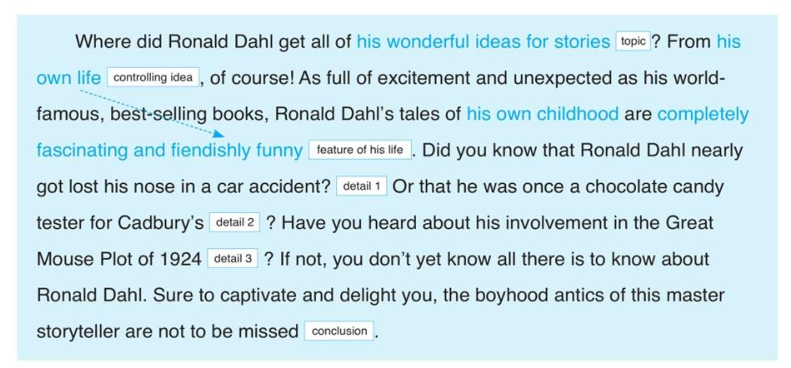 Where did Ronald Dahl get all of his wonderful ideas for stories topic ? From his
own life controlling idea , of course! As full of excitement and unexpected as his world-
famous, best-selling books, Ronald Dahl's tales of his own childhood are completely
fascinating and fiendishly funny feature of his life . Did you know that Ronald Dahl nearly
got lost his nose in a car accident? detail 1 Or that he was once a chocolate candy
tester for Cadbury's detail 2 ? Have you heard about his involvement in the Great
Mouse Plot of 1924 detail 3 ? If not, you don't yet know all there is to know about
Ronald Dahl. Sure to captivate and delight you, the boyhood antics of this master
storyteller are not to be missed conclusion .